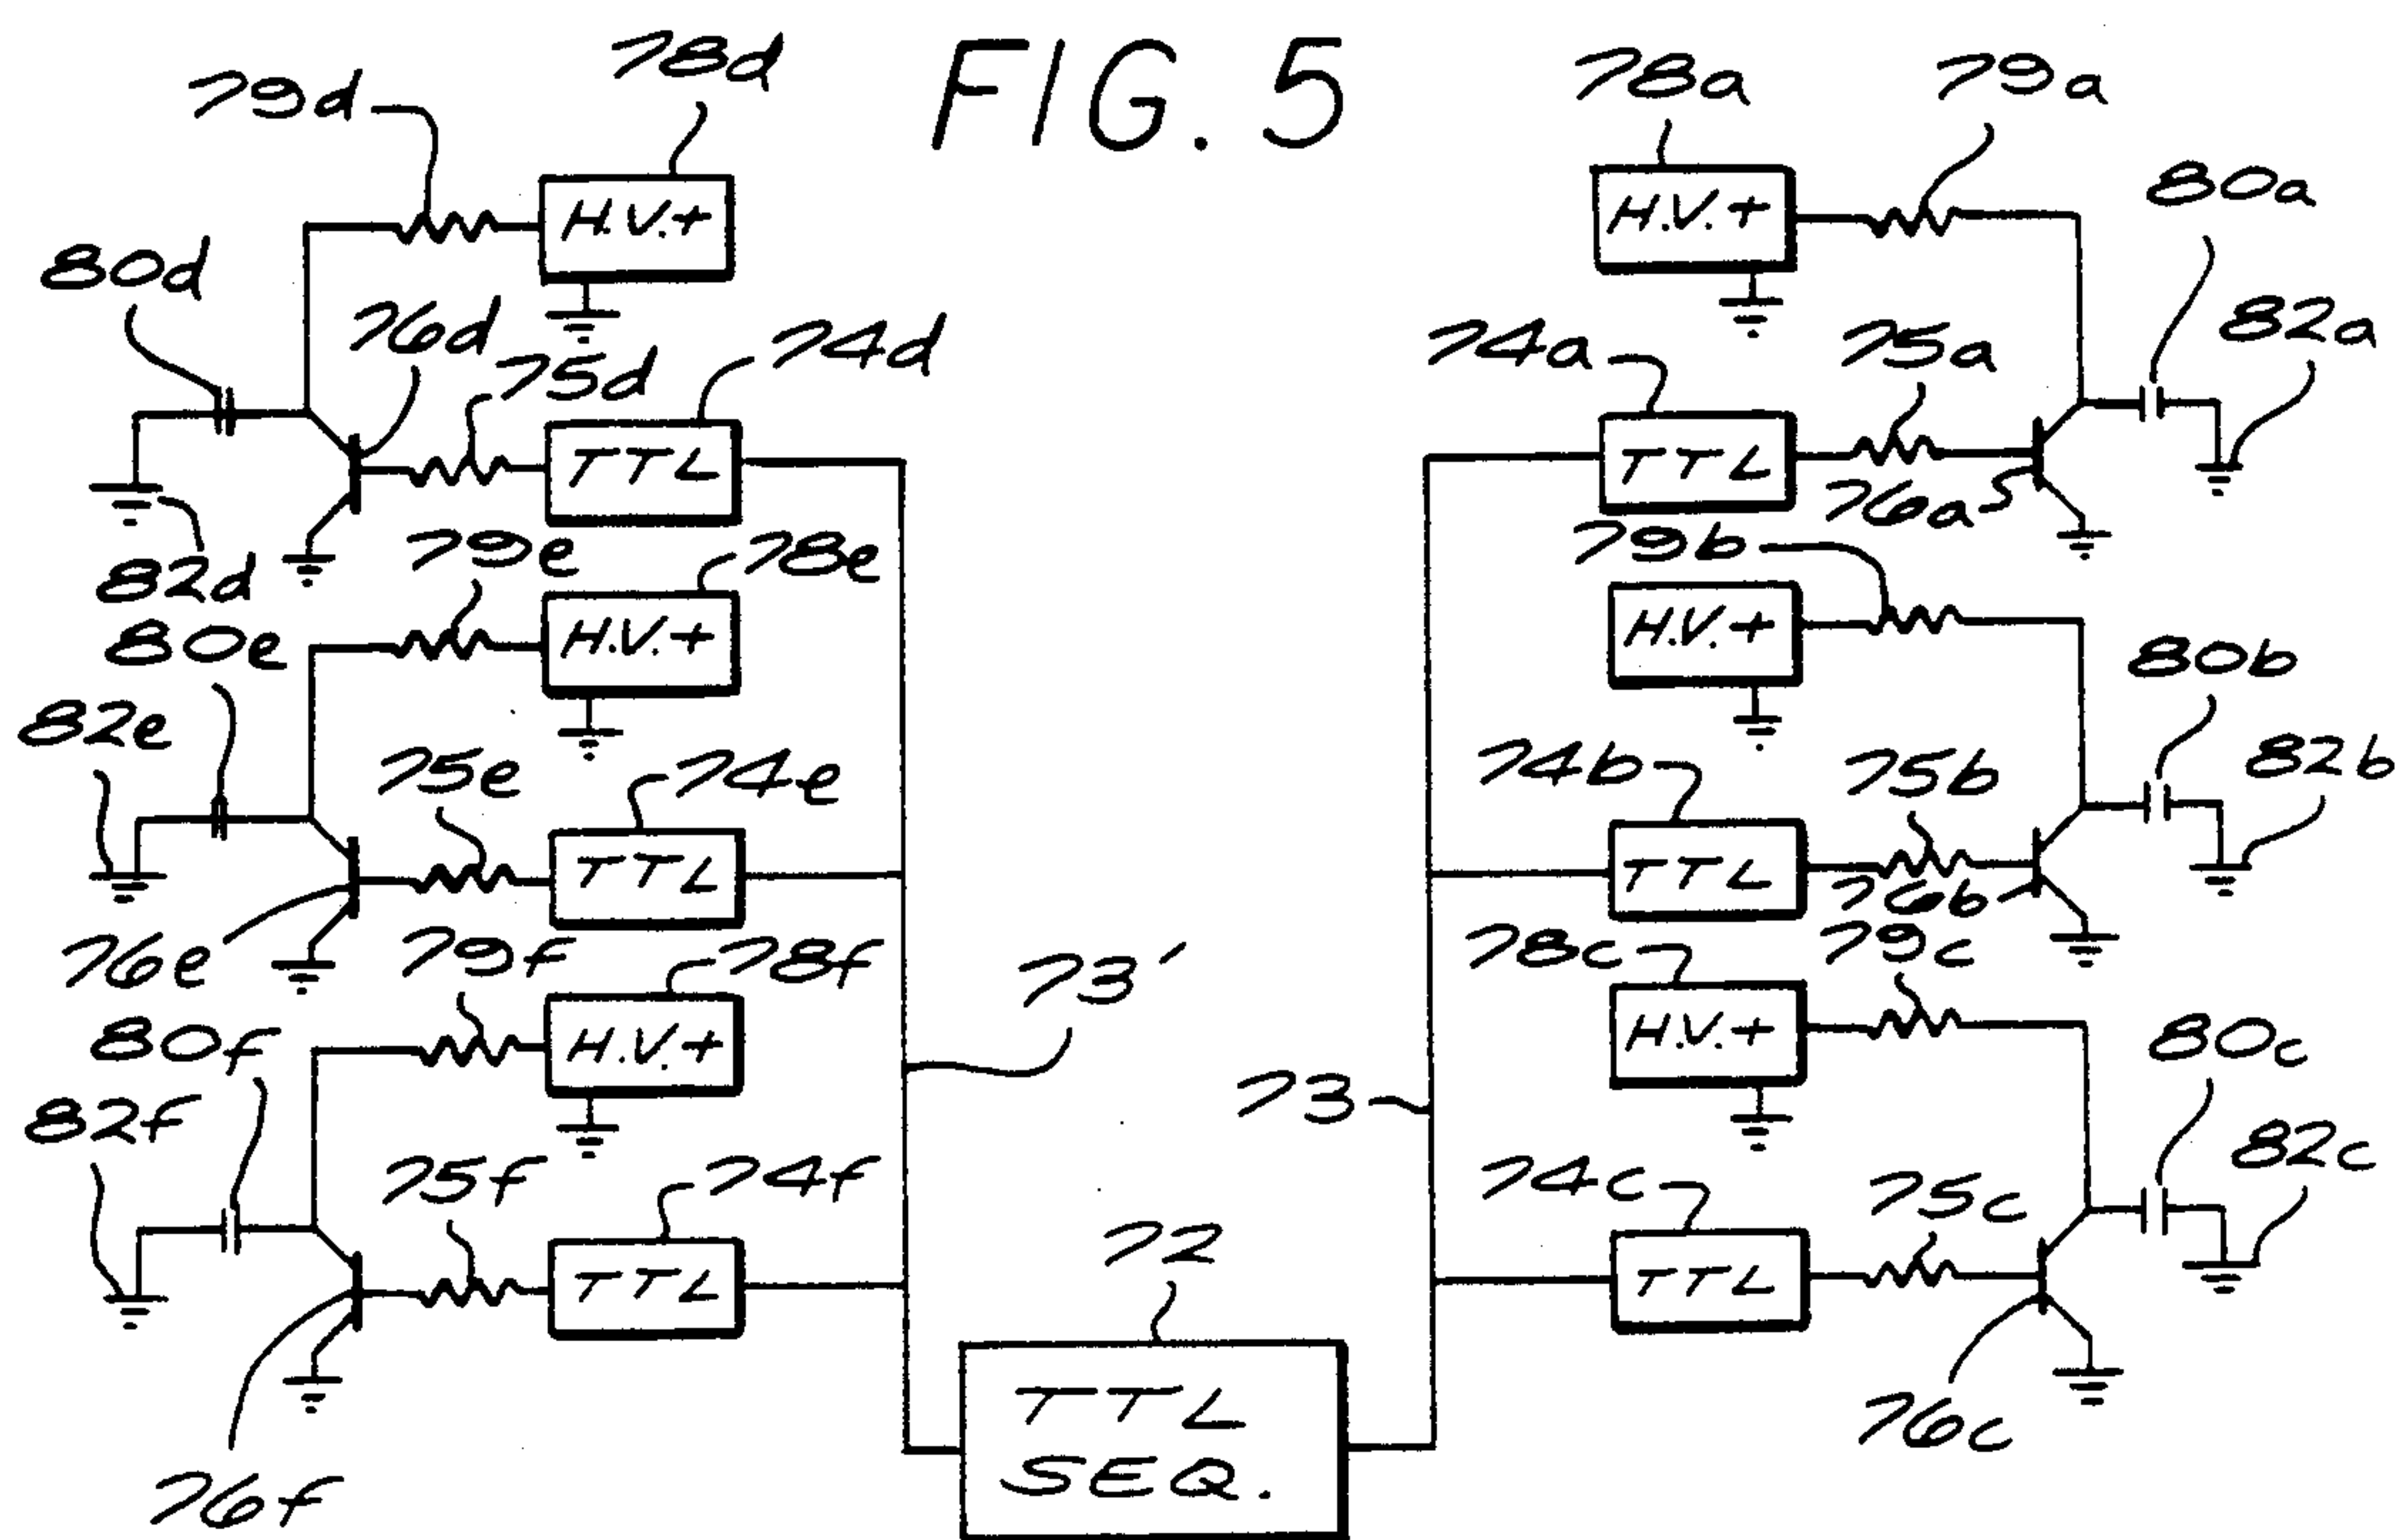 FIG. 5
79d
78d
H.V.+
80d
76d
75d
74d
TTL
82d
79e
78e
H.V.+
80e
82e
75e
74e
TTL
76e
79f
78f
H.V.+
80f
82f
75f
74f
TTL
76f
73'
72
TTL
SEQ.
73
78a
79a
H.V.+
80a
82a
74a
75a
TTL
76a
79b
H.V.+
80b
82b
74b
75b
TTL
76b
78c
79c
H.V.+
80c
82c
74c
75c
TTL
76c